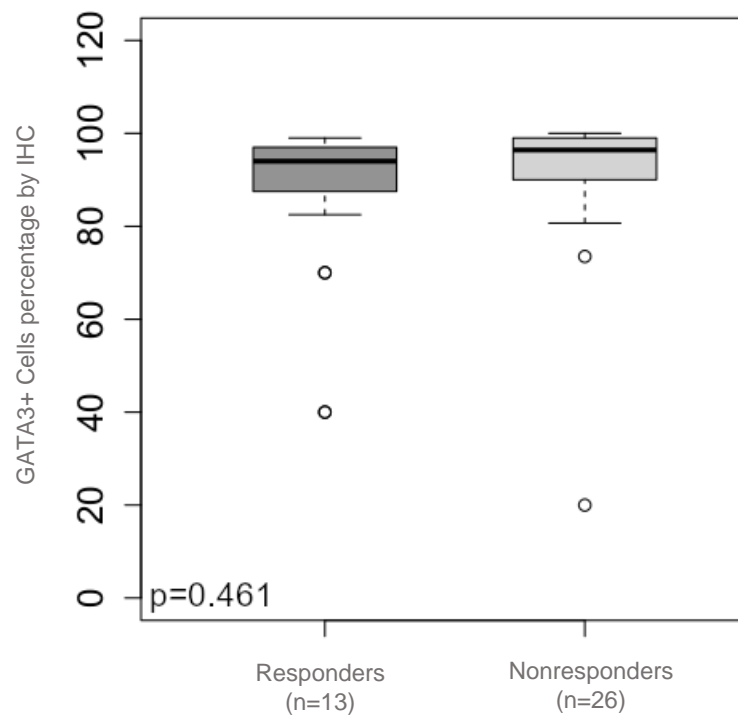 GATA3+ Cells percentage by IHC
120
100
80
60
40
20
0
p=0.461
Responders
(n=13)
Nonresponders
(n=26)